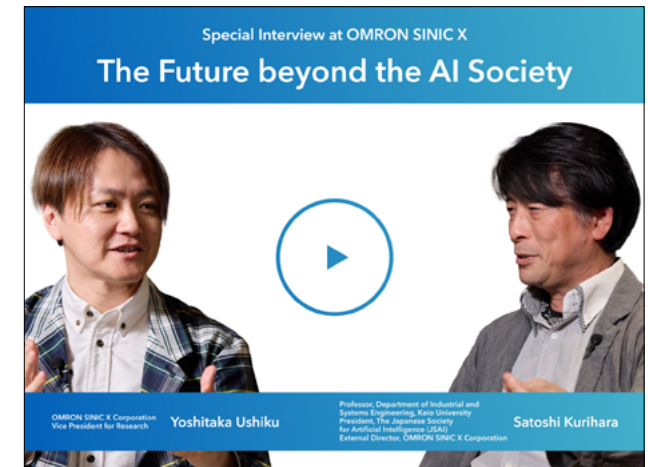 Special Interview at OMRON SINIC X
The Future beyond the AI Society
OMRON SINIC X Corporation
Vice President for Research
Yoshitaka Ushiku
Professor, Department of Industrial and
Systems Engineering, Keio University
President, The Japanese Society
for Artificial Intelligence (JSAI)
External Director, OMRON SINIC X Corporation
Satoshi Kurihara